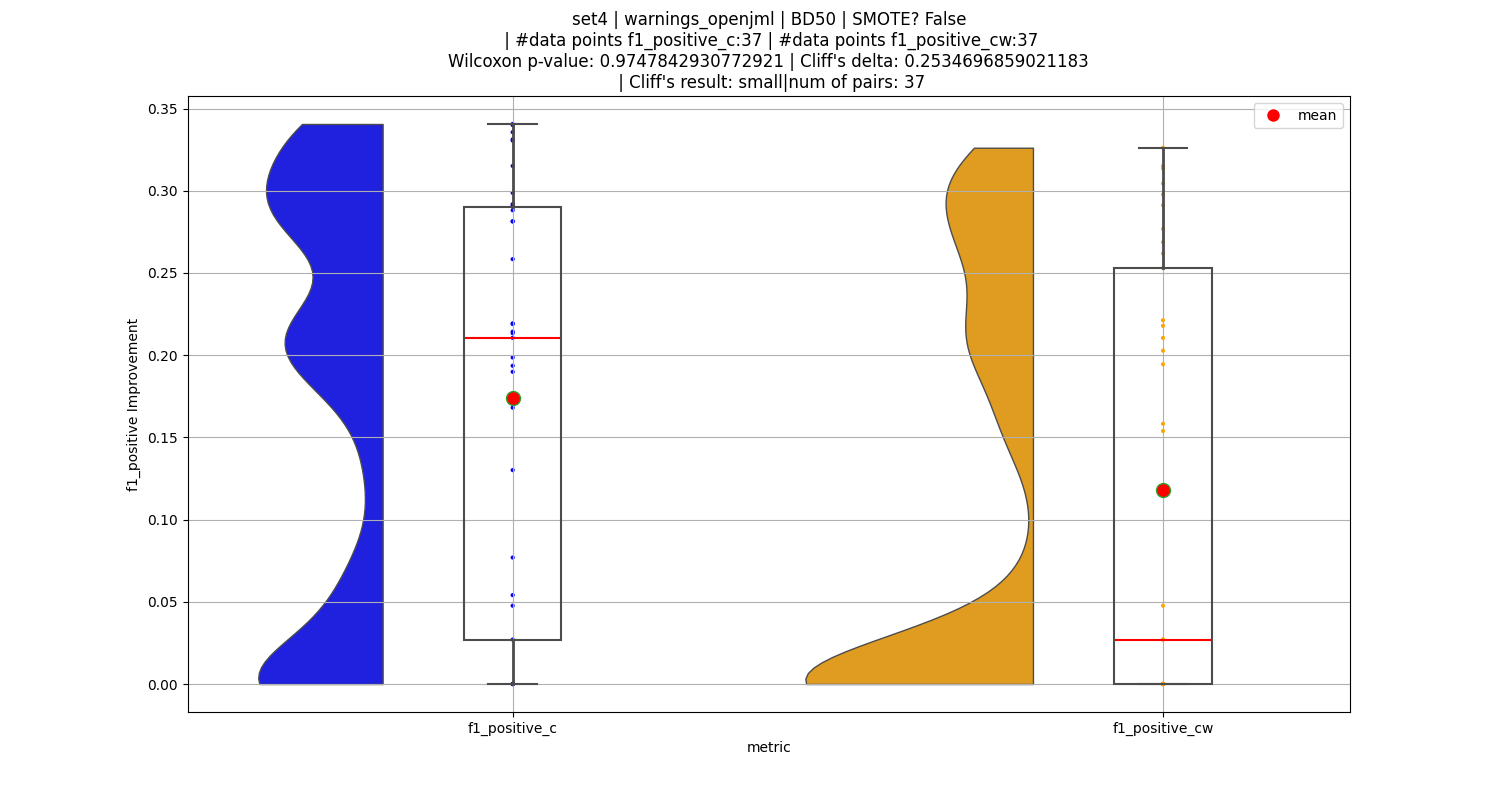 set4 | warnings_openjml | BD50 | SMOTE? False
| #data points f1_positive_c:37 | #data points f1_positive_cw:37
Wilcoxon p-value: 0.9747842930772921 | Cliff's delta: 0.2534696859021183
| Cliff's result: small|num of pairs: 37
mean
0.35
0.30
0.25
0.20
0.15
0.10
0.05
0.00
f1_positive Improvement
f1_positive_c
f1_positive_cw
metric